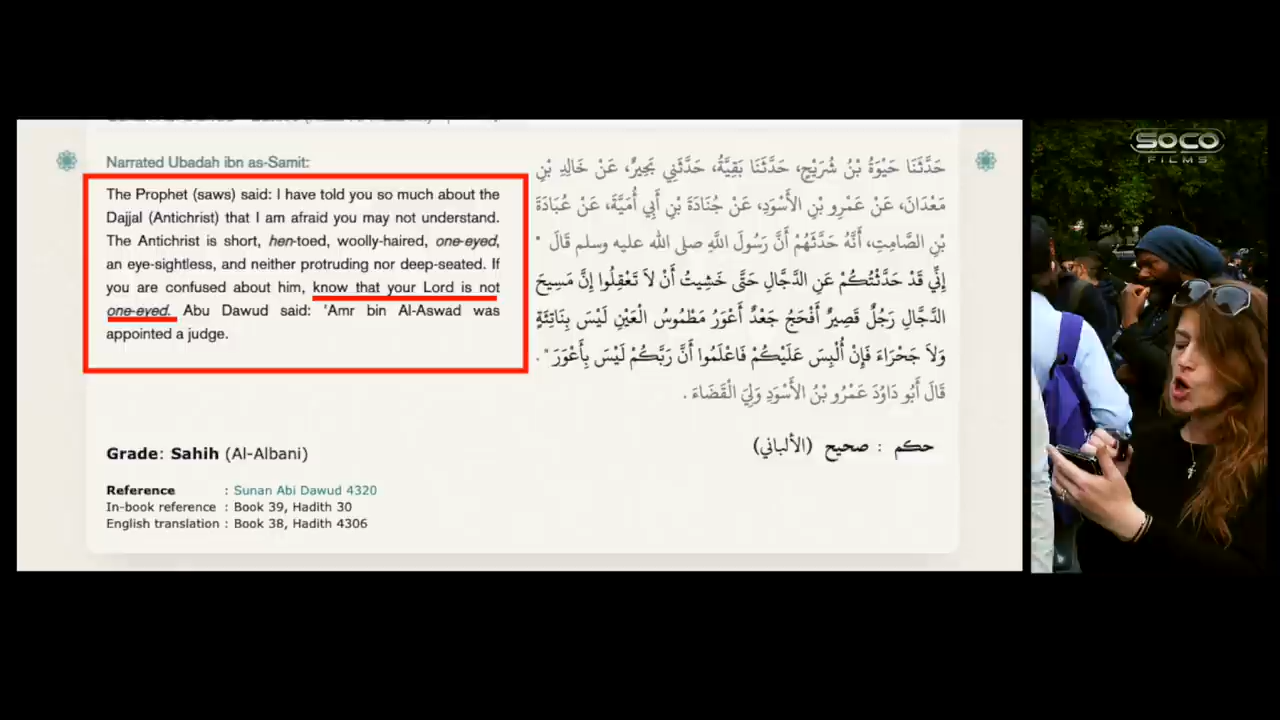 Narrated Ubadah ibn as-Samit:
The Prophet (saws) said: I have told you so much about the
Dajjal (Antichrist) that I am afraid you may not understand.
The Antichrist is short, hen-toed, woolly-haired, one-eyed,
an eye-sightless, and neither protruding nor deep-seated. If
you are confused about him, know that your Lord is not
one-eyed. Abu Dawud said: 'Amr bin Al-Aswad was
appointed a judge.
حَدَّثَنَا حَيْوَةُ بْنُ شُرَيْحٍ، حَدَّثَنَا بَقِيَّةُ، حَدَّثَنِي بَحِيرٌ، عَنْ خَالِدِ بْنِ
مَعْدَانَ، عَنْ عَمْرِو بْنِ الأَسْوَدِ، عَنْ جُنَادَةَ بْنِ أَبِي أُمَيَّةَ، عَنْ عُبَادَةَ
بْنِ الصَّامِتِ، أَنَّهُ حَدَّثَهُمْ أَنَّ رَسُولَ اللَّهِ صلى الله عليه وسلم قَالَ "
إِنِّي قَدْ حَدَّثْتُكُمْ عَنِ الدَّجَّالِ حَتَّى خَشِيتُ أَنْ لاَ تَعْقِلُوا إِنَّ مَسِيحَ
الدَّجَّالِ رَجُلٌ قَصِيرٌ أَفْحَجُ جَعْدٌ أَعْوَرُ مَطْمُوسُ الْعَيْنِ لَيْسَ بِنَاتِئَةٍ
وَلاَ جَحْرَاءَ فَإِنْ أُلْبِسَ عَلَيْكُمْ فَاعْلَمُوا أَنَّ رَبَّكُمْ لَيْسَ بِأَعْوَرَ " .
قَالَ أَبُو دَاوُدَ عَمْرُو بْنُ الأَسْوَدِ وَلِيَ الْقَضَاءَ .
Grade: Sahih (Al-Albani)
حكم : صحيح (الألباني)
Reference : Sunan Abi Dawud 4320
In-book reference : Book 39, Hadith 30
English translation : Book 38, Hadith 4306
SOCO
FILMS